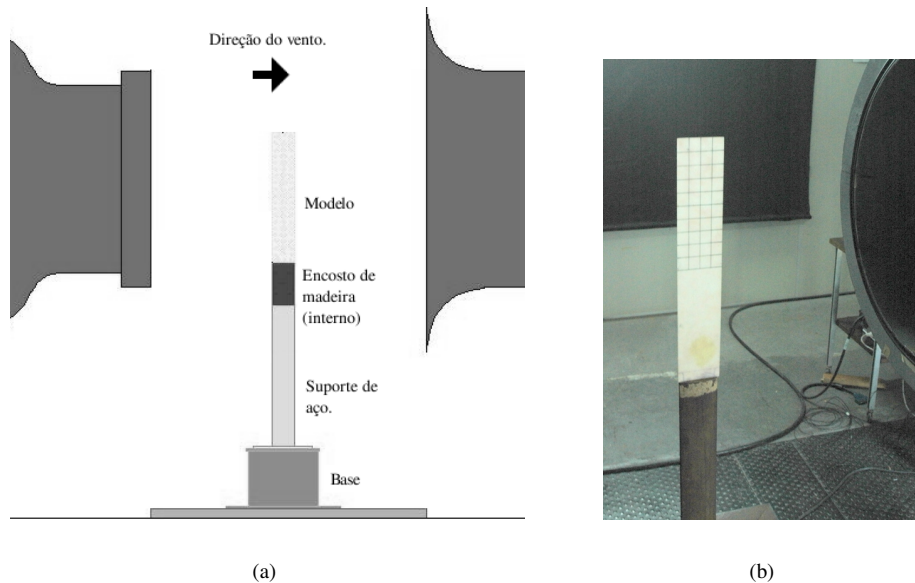 Direção do vento.
Modelo
Encosto de
madeira
(interno)
Suporte de
aço.
Base
(a)
(b)